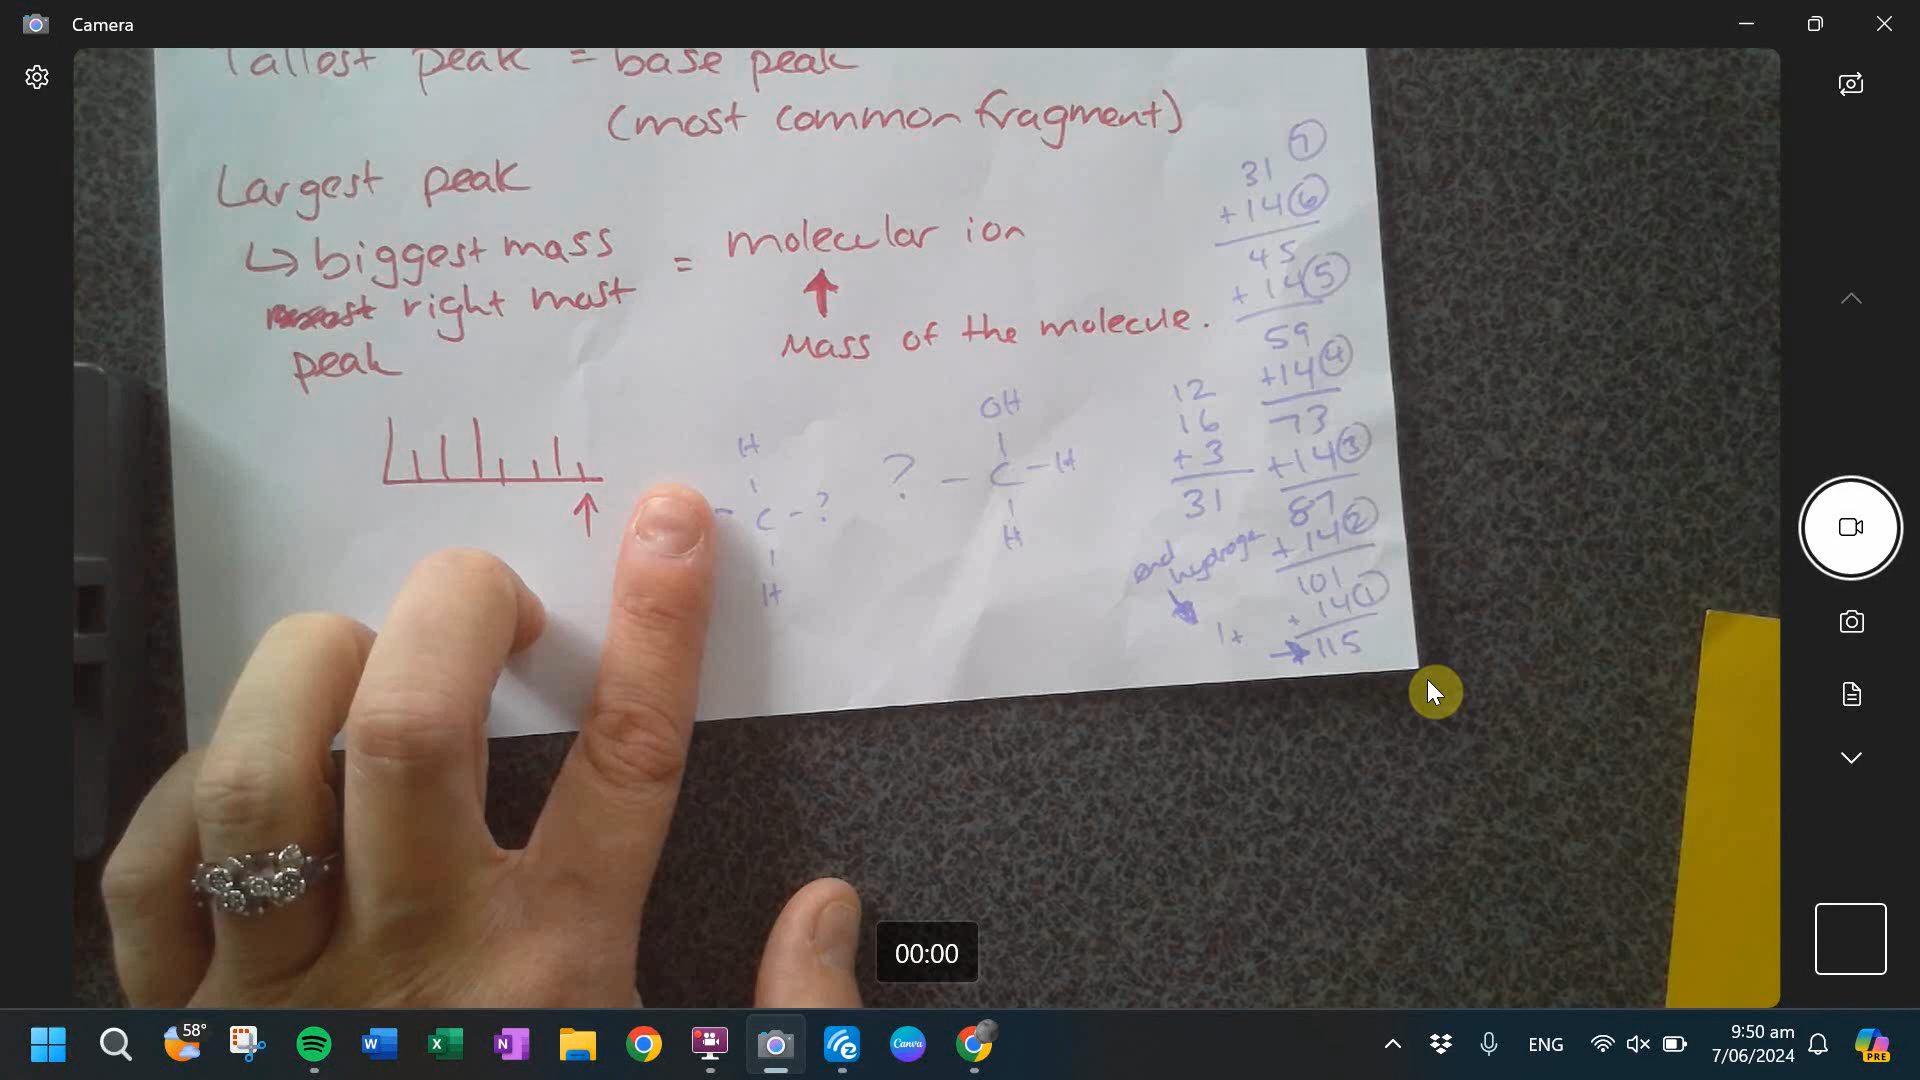 Camera
Tallest peak = base peak
(most common fragment)
Largest peak
↳ biggest mass = molecular ion
right most
peak
↑
Mass of the molecule.
↑
H
C - ?
H
OH
? - C - H
H
12
16
+ 3
31
end hydrogen
1+
7
31
+ 14 6
45
+ 14 5
59
+14 4
73
+14 3
87
+ 14 2
101
+ 14 1
→ 115
00:00
58°
ENG
9:50 am
7/06/2024
PRE